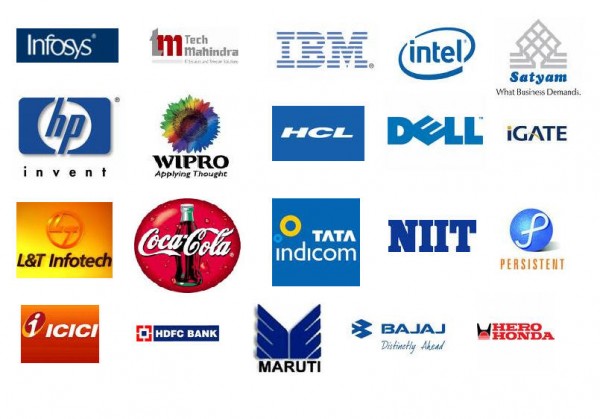 Infosys®
tm Tech
Mahindra
IBM®
intel®
Satyam
What Business Demands.
hp®
invent
WIPRO
Applying Thought
HCL
DELL
iGATE
L&T Infotech
Coca-Cola
TATA
indicom
NIIT
PERSISTENT
i ICICI
HDFC BANK
MARUTI
BAJAJ
Distinctly Ahead
HERO
HONDA